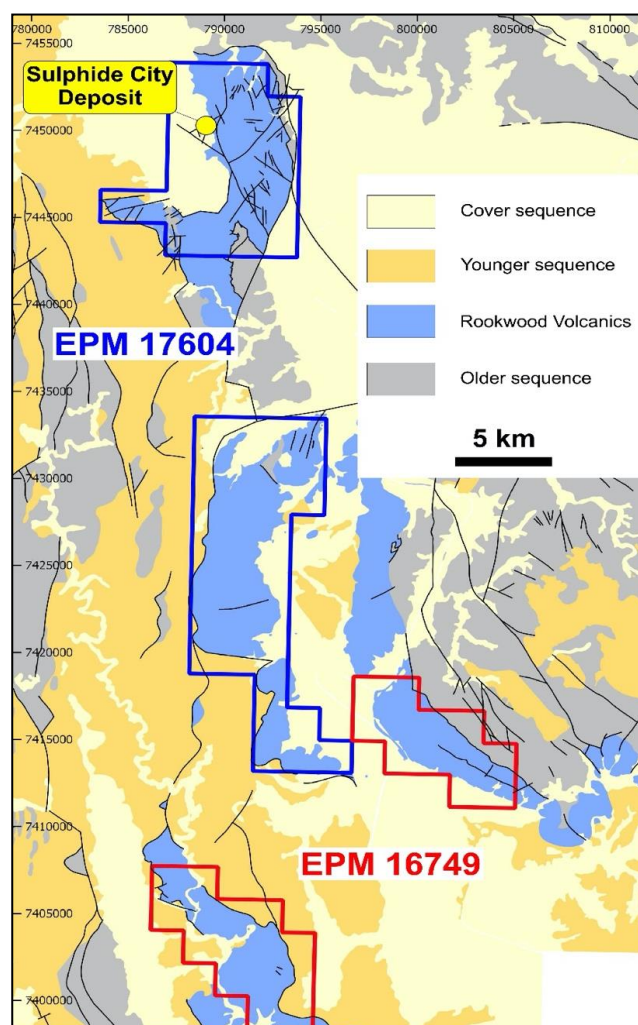 780000 785000 790000 795000 800000 805000 810000
7455000
Sulphide City
Deposit
7450000
7445000
7440000
7435000
7430000
7425000
7420000
7415000
7410000
7405000
7400000
Cover sequence
Younger sequence
Rookwood Volcanics
Older sequence
5 km
EPM 17604
EPM 16749